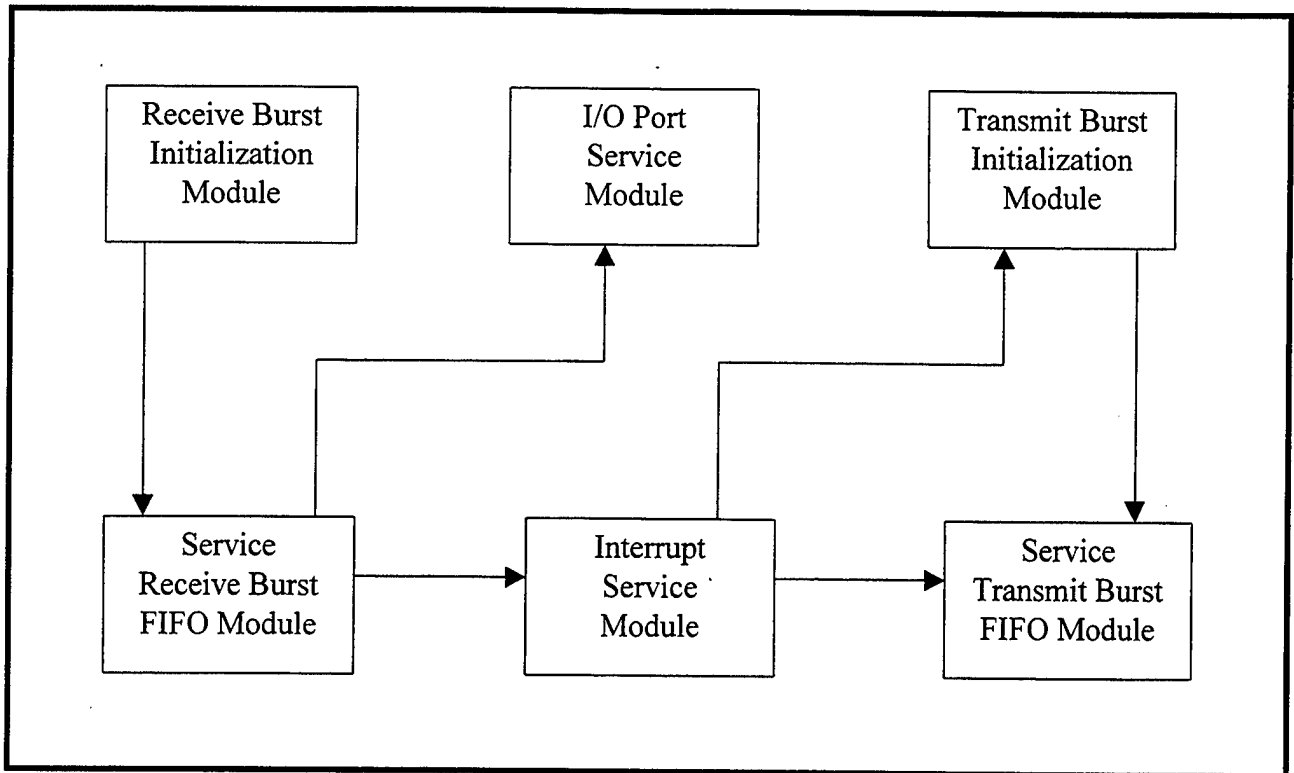 Receive Burst
Initialization
Module
I/O Port
Service
Module
Transmit Burst
Initialization
Module
Service
Receive Burst
FIFO Module
Interrupt
Service
Module
Service
Transmit Burst
FIFO Module